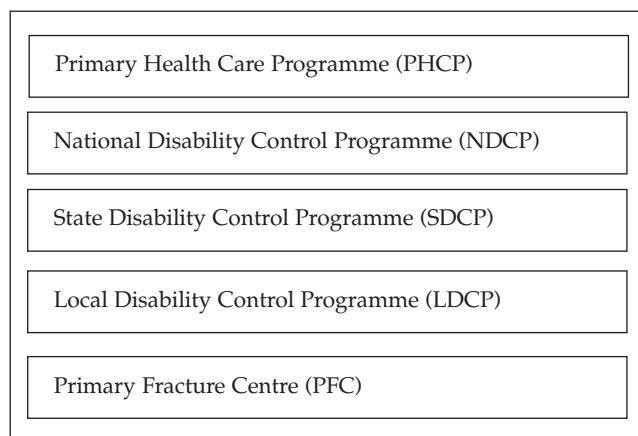 Primary Health Care Programme (PHCP)
National Disability Control Programme (NDCP)
State Disability Control Programme (SDCP)
Local Disability Control Programme (LDCP)
Primary Fracture Centre (PFC)